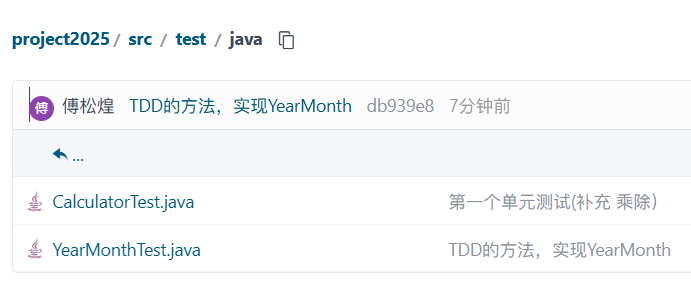 project2025 / src / test / java
傅 傅松煌 TDD的方法，实现YearMonth db939e8 7分钟前
...
CalculatorTest.java 第一个单元测试(补充 乘除)
YearMonthTest.java TDD的方法，实现YearMonth